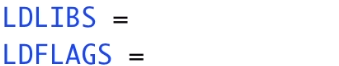 LDLIBS =
LDFLAGS =